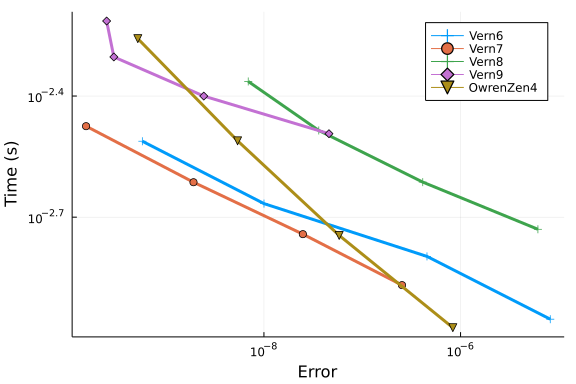 Vern6
Vern7
Vern8
Vern9
OwrenZen4
Time (s)
10⁻²·⁴
10⁻²·⁷
10⁻⁸
10⁻⁶
Error